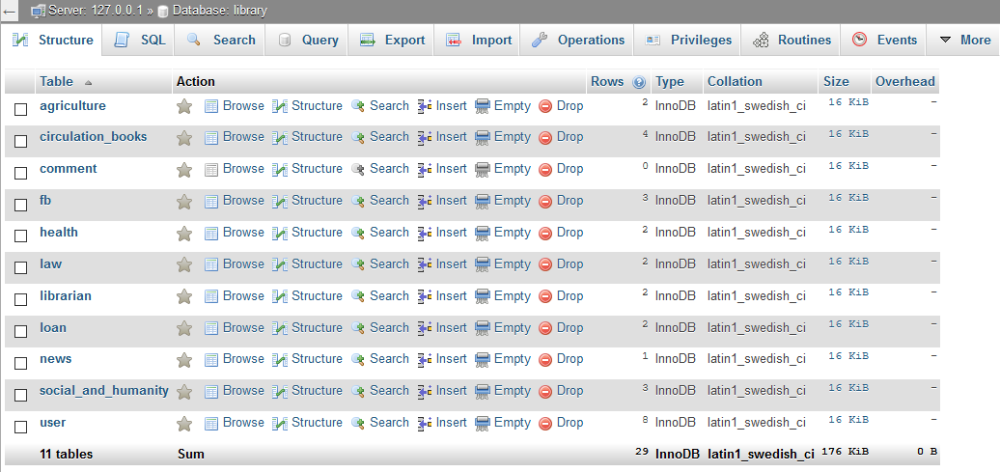 Server: 127.0.0.1 » Database: library
Structure SQL Search Query Export Import Operations Privileges Routines Events More
Table Action Rows Type Collation Size Overhead
agriculture Browse Structure Search Insert Empty Drop 2 InnoDB latin1_swedish_ci 16 KiB -
circulation_books Browse Structure Search Insert Empty Drop 4 InnoDB latin1_swedish_ci 16 KiB -
comment Browse Structure Search Insert Empty Drop 0 InnoDB latin1_swedish_ci 16 KiB -
fb Browse Structure Search Insert Empty Drop 3 InnoDB latin1_swedish_ci 16 KiB -
health Browse Structure Search Insert Empty Drop 2 InnoDB latin1_swedish_ci 16 KiB -
law Browse Structure Search Insert Empty Drop 2 InnoDB latin1_swedish_ci 16 KiB -
librarian Browse Structure Search Insert Empty Drop 2 InnoDB latin1_swedish_ci 16 KiB -
loan Browse Structure Search Insert Empty Drop 2 InnoDB latin1_swedish_ci 16 KiB -
news Browse Structure Search Insert Empty Drop 1 InnoDB latin1_swedish_ci 16 KiB -
social_and_humanity Browse Structure Search Insert Empty Drop 3 InnoDB latin1_swedish_ci 16 KiB -
user Browse Structure Search Insert Empty Drop 8 InnoDB latin1_swedish_ci 16 KiB -
11 tables Sum 29 InnoDB latin1_swedish_ci 176 KiB 0 B